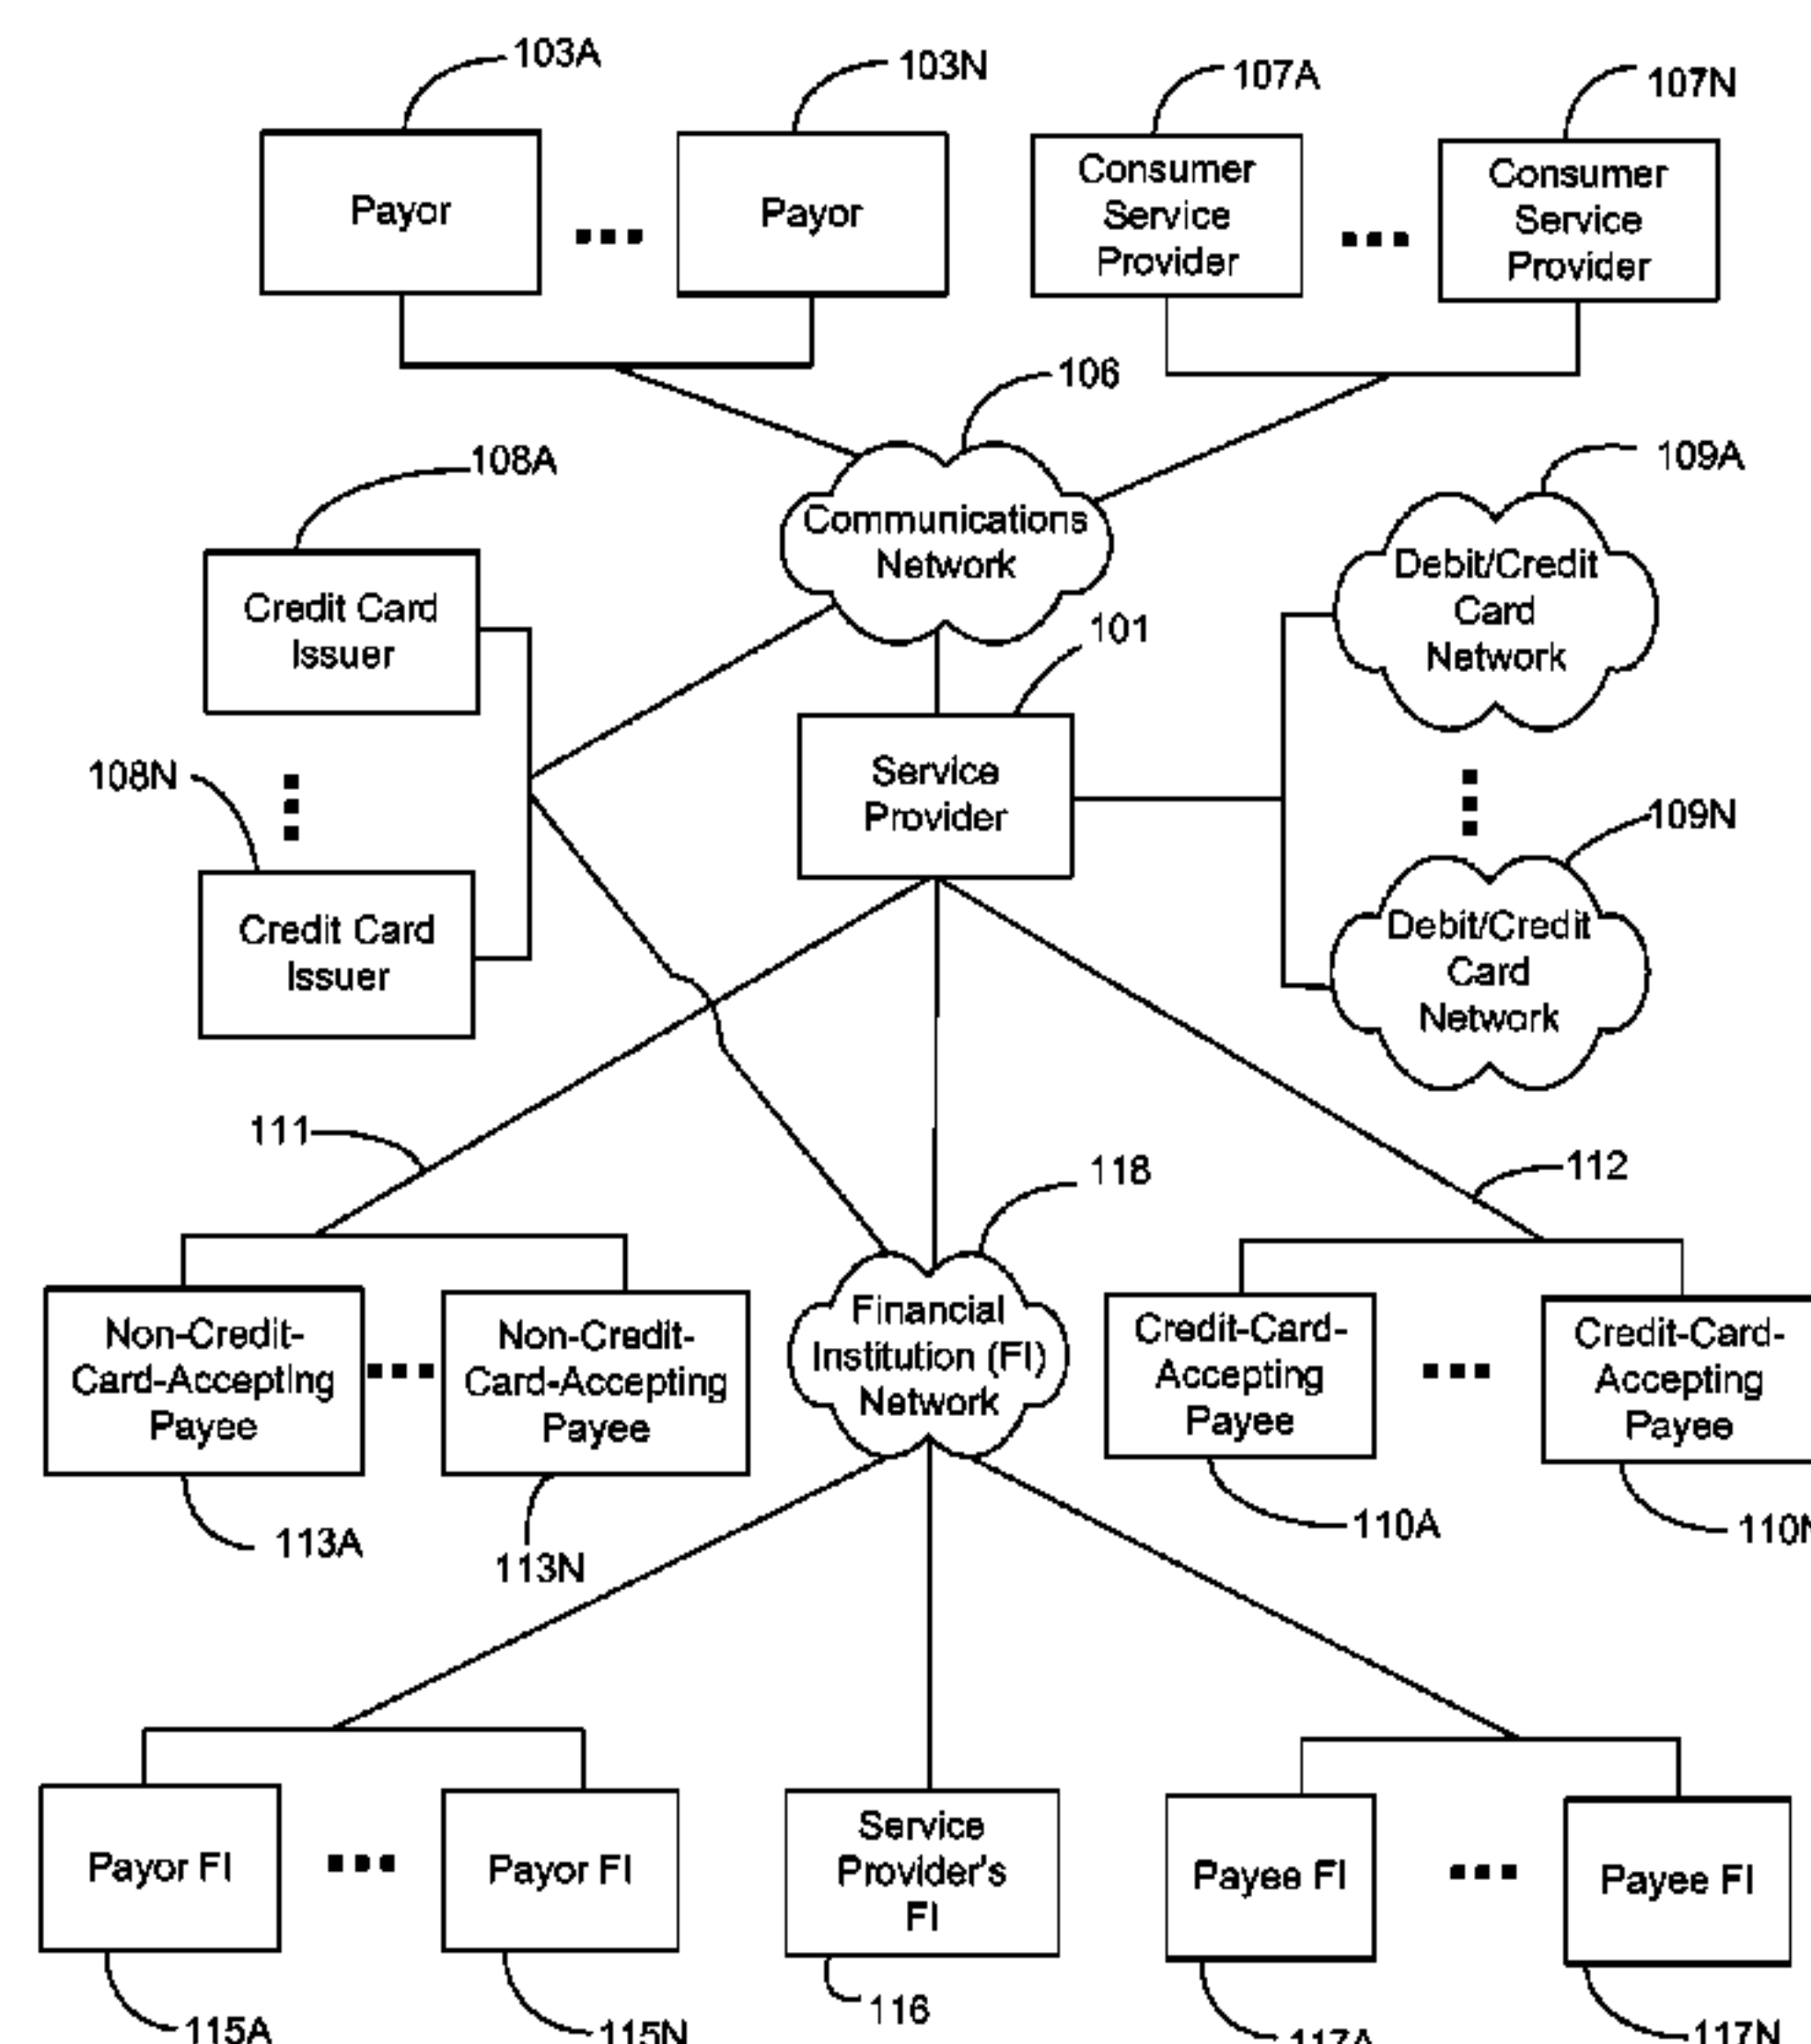 103A
103N
107A
107N
Payor
Payor
Consumer
Service
Provider
Consumer
Service
Provider
106
108A
109A
Communications
Network
Debit/Credit
Card
Network
Credit Card
Issuer
101
108N
Service
Provider
109N
Credit Card
Issuer
Debit/Credit
Card
Network
111
118
112
Non-Credit-
Card-Accepting
Payee
Non-Credit-
Card-Accepting
Payee
Financial
Institution (FI)
Network
Credit-Card-
Accepting
Payee
Credit-Card-
Accepting
Payee
113A
113N
110A
110N
Payor FI
Payor FI
Service
Provider's
FI
Payee FI
Payee FI
115A
115N
116
117A
117N